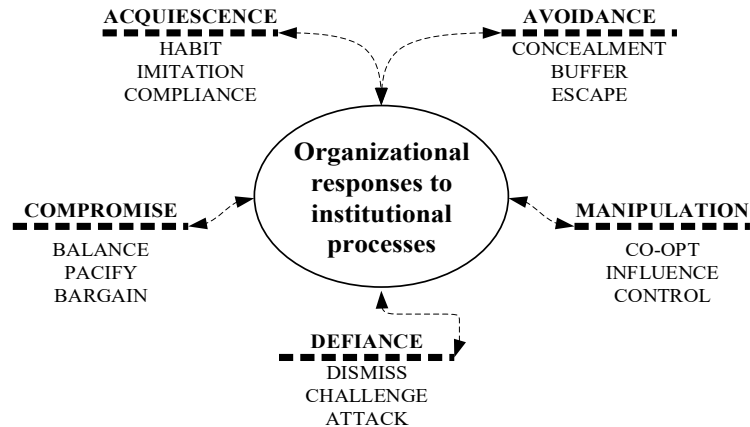 ACQUIESCENCE
HABIT
IMITATION
COMPLIANCE
AVOIDANCE
CONCEALMENT
BUFFER
ESCAPE
Organizational
responses to
institutional
processes
COMPROMISE
BALANCE
PACIFY
BARGAIN
MANIPULATION
CO-OPT
INFLUENCE
CONTROL
DEFIANCE
DISMISS
CHALLENGE
ATTACK